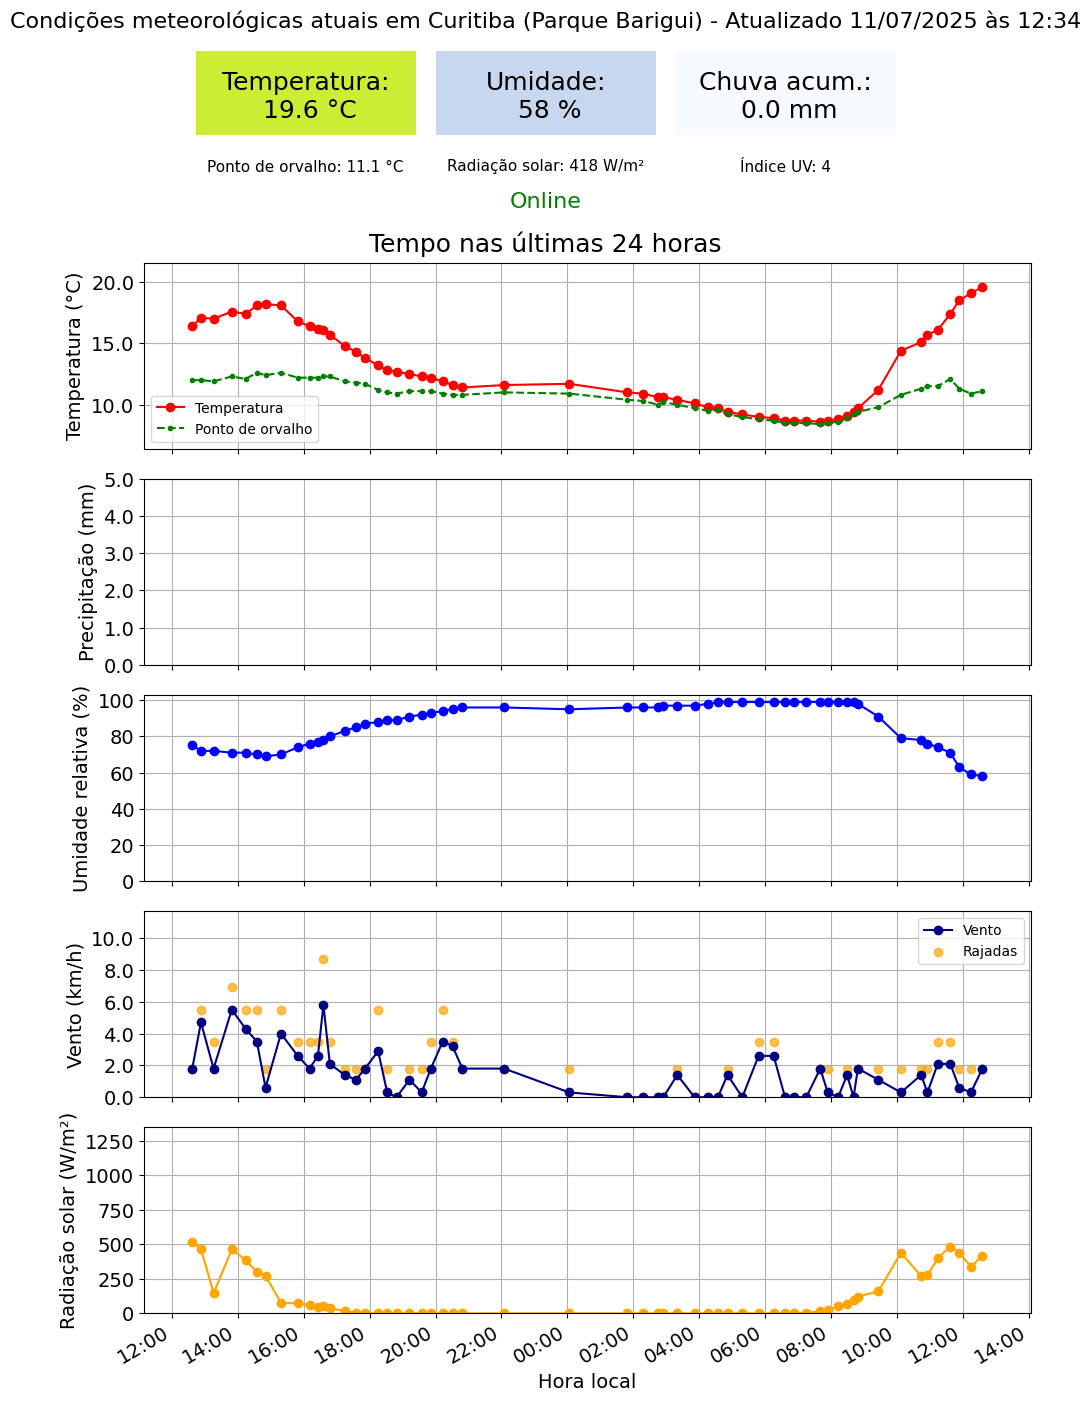 Condições meteorológicas atuais em Curitiba (Parque Barigui) - Atualizado 11/07/2025 às 12:34
Temperatura:
19.6 °C
Umidade:
58 %
Chuva acum.:
0.0 mm
Ponto de orvalho: 11.1 °C
Radiação solar: 418 W/m²
Índice UV: 4
Online
Tempo nas últimas 24 horas
Temperatura (°C)
20.0
15.0
10.0
Temperatura
Ponto de orvalho
Precipitação (mm)
5.0
4.0
3.0
2.0
1.0
0.0
Umidade relativa (%)
100
80
60
40
20
0
Vento (km/h)
10.0
8.0
6.0
4.0
2.0
0.0
Vento
Rajadas
Radiação solar (W/m²)
1250
1000
750
500
250
0
12:00
14:00
16:00
18:00
20:00
22:00
00:00
02:00
04:00
06:00
08:00
10:00
12:00
14:00
Hora local